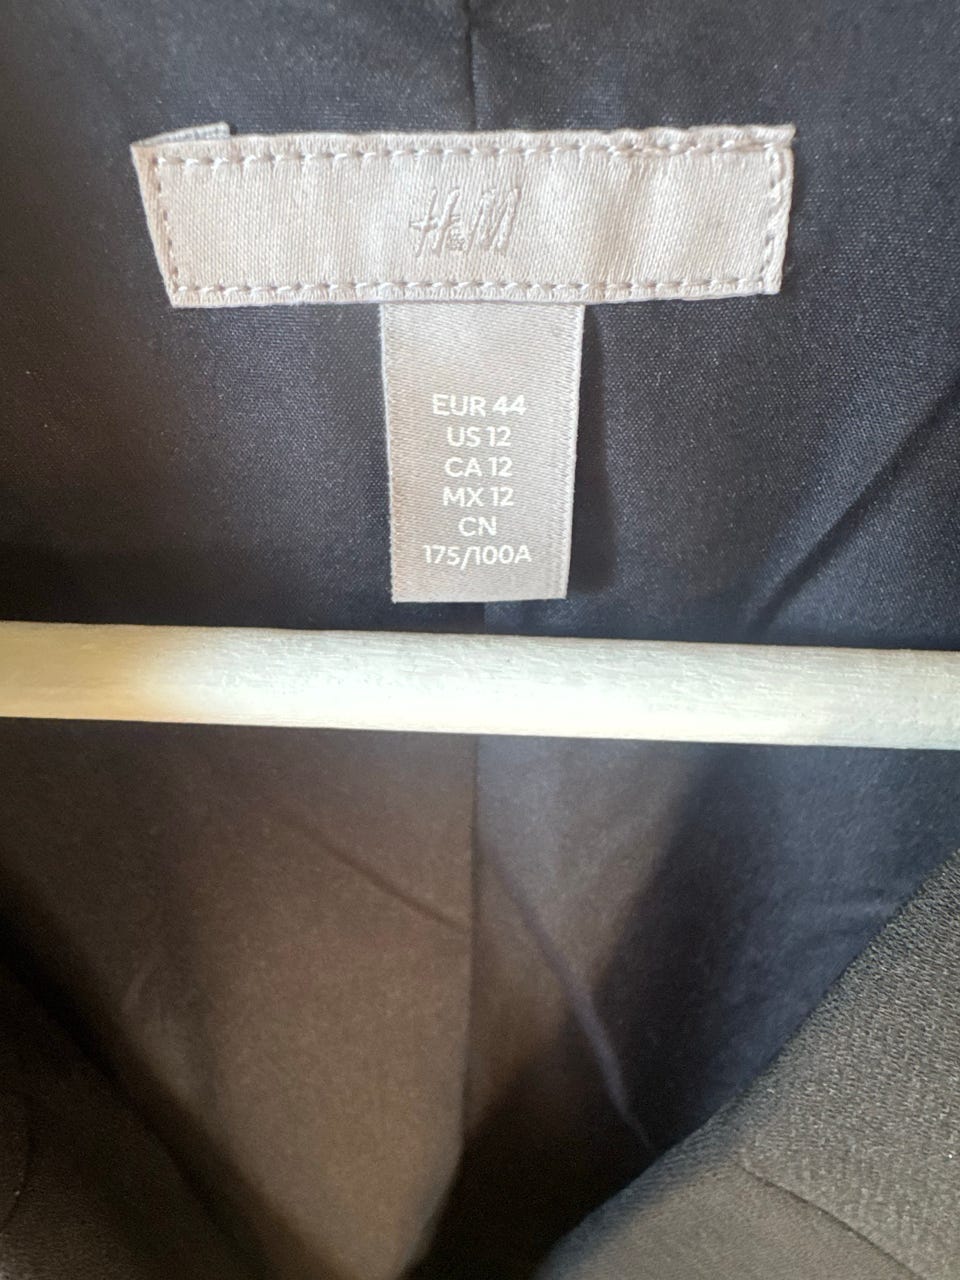 H&M
EUR 44
US 12
CA 12
MX 12
CN
175/100A